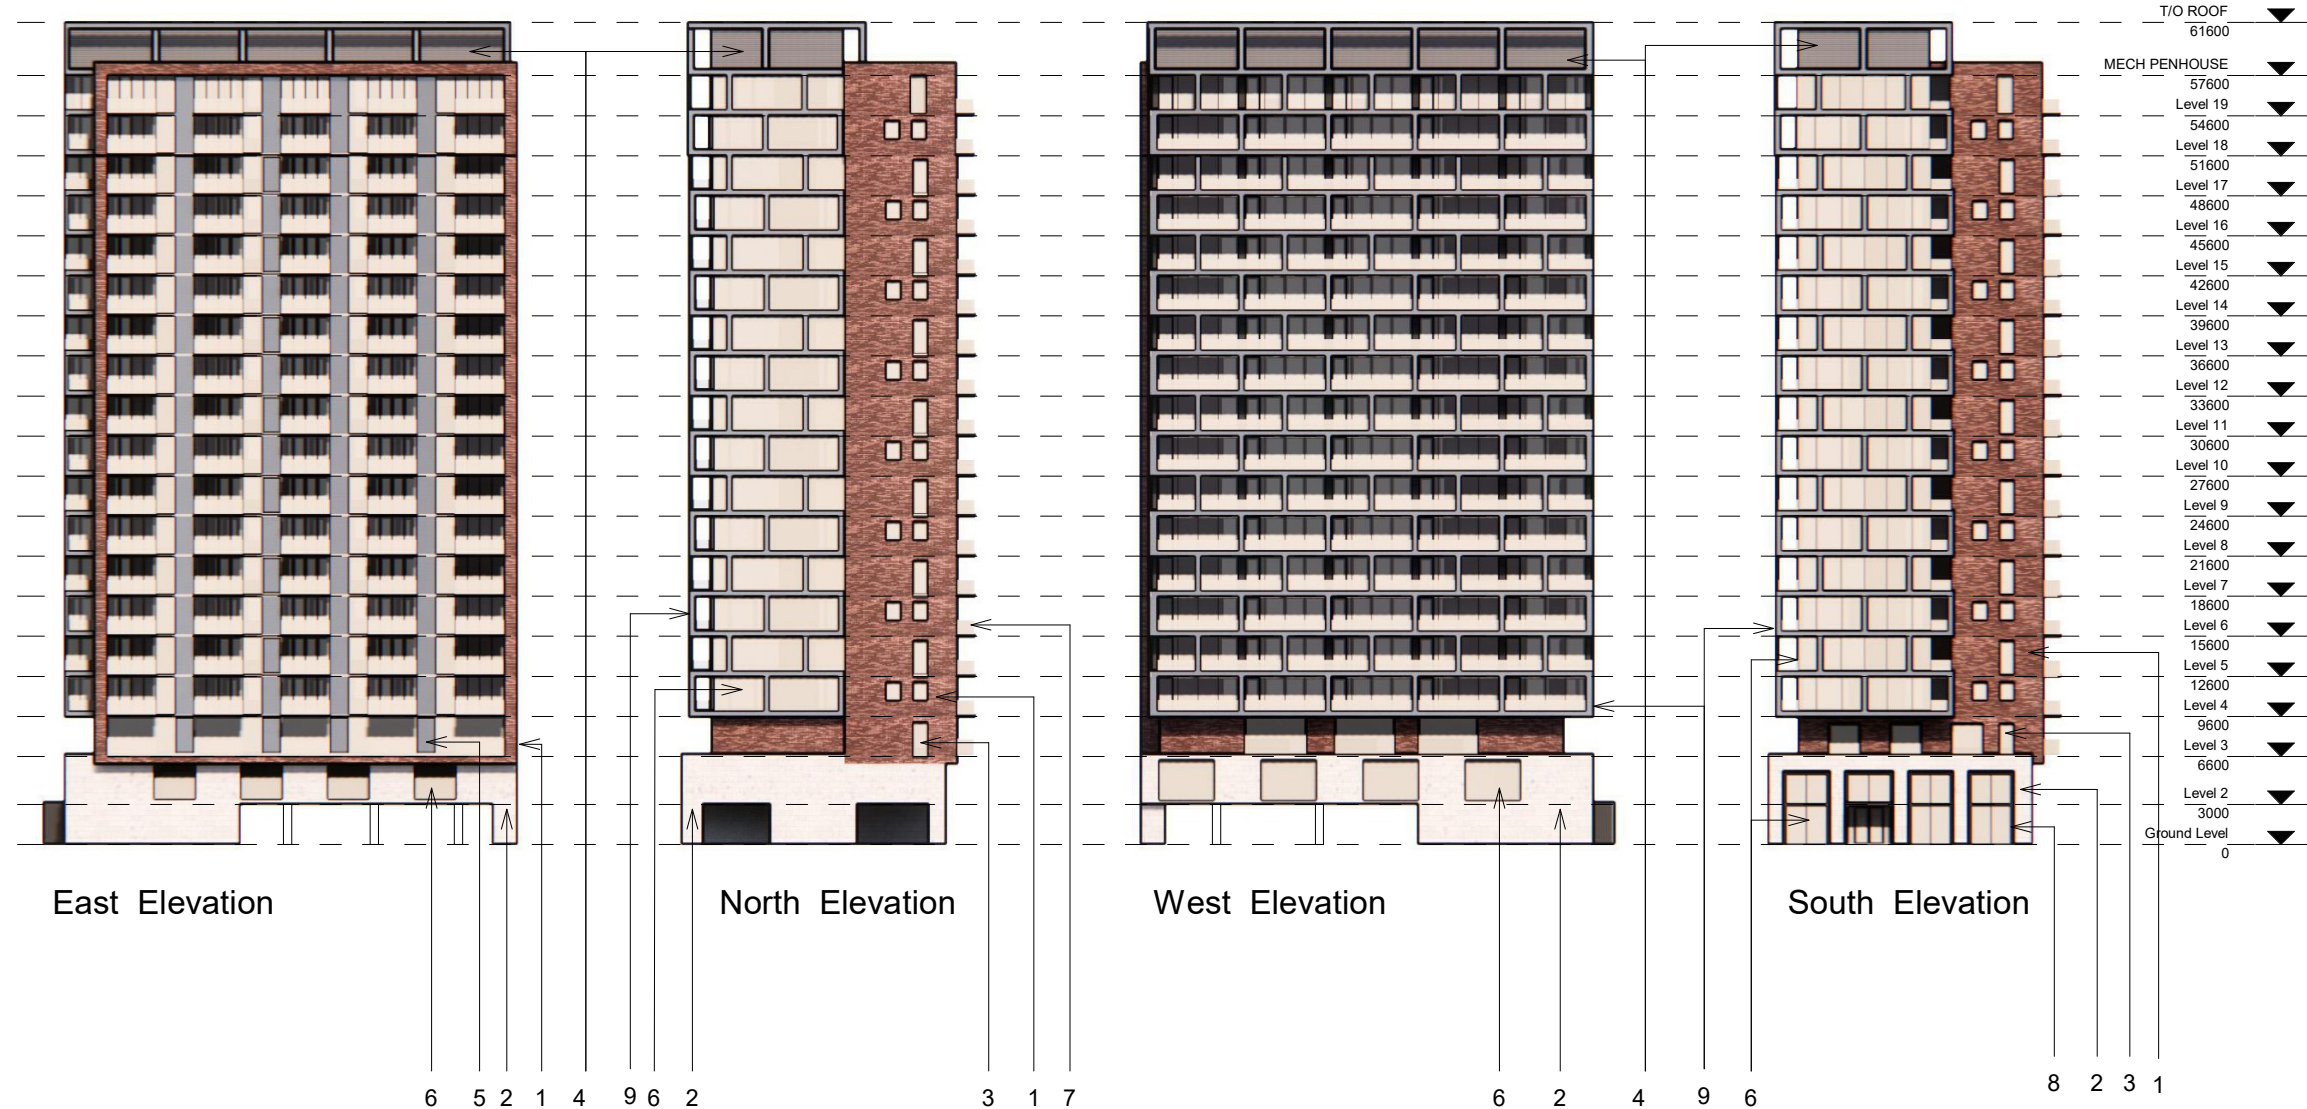 T/O ROOF
61600
MECH PENHOUSE
57600
Level 19
54600
Level 18
51600
Level 17
48600
Level 16
45600
Level 15
42600
Level 14
39600
Level 13
36600
Level 12
33600
Level 11
30600
Level 10
27600
Level 9
24600
Level 8
21600
Level 7
18600
Level 6
15600
Level 5
12600
Level 4
9600
Level 3
6600
Level 2
3000
Ground Level
0
East Elevation
North Elevation
West Elevation
South Elevation
6 5 2 1 4 9 6 2 3 1 7 6 2 4 9 6 8 2 3 1